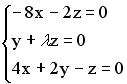 -8x - 2z = 0
y + λz = 0
4x + 2y - z = 0